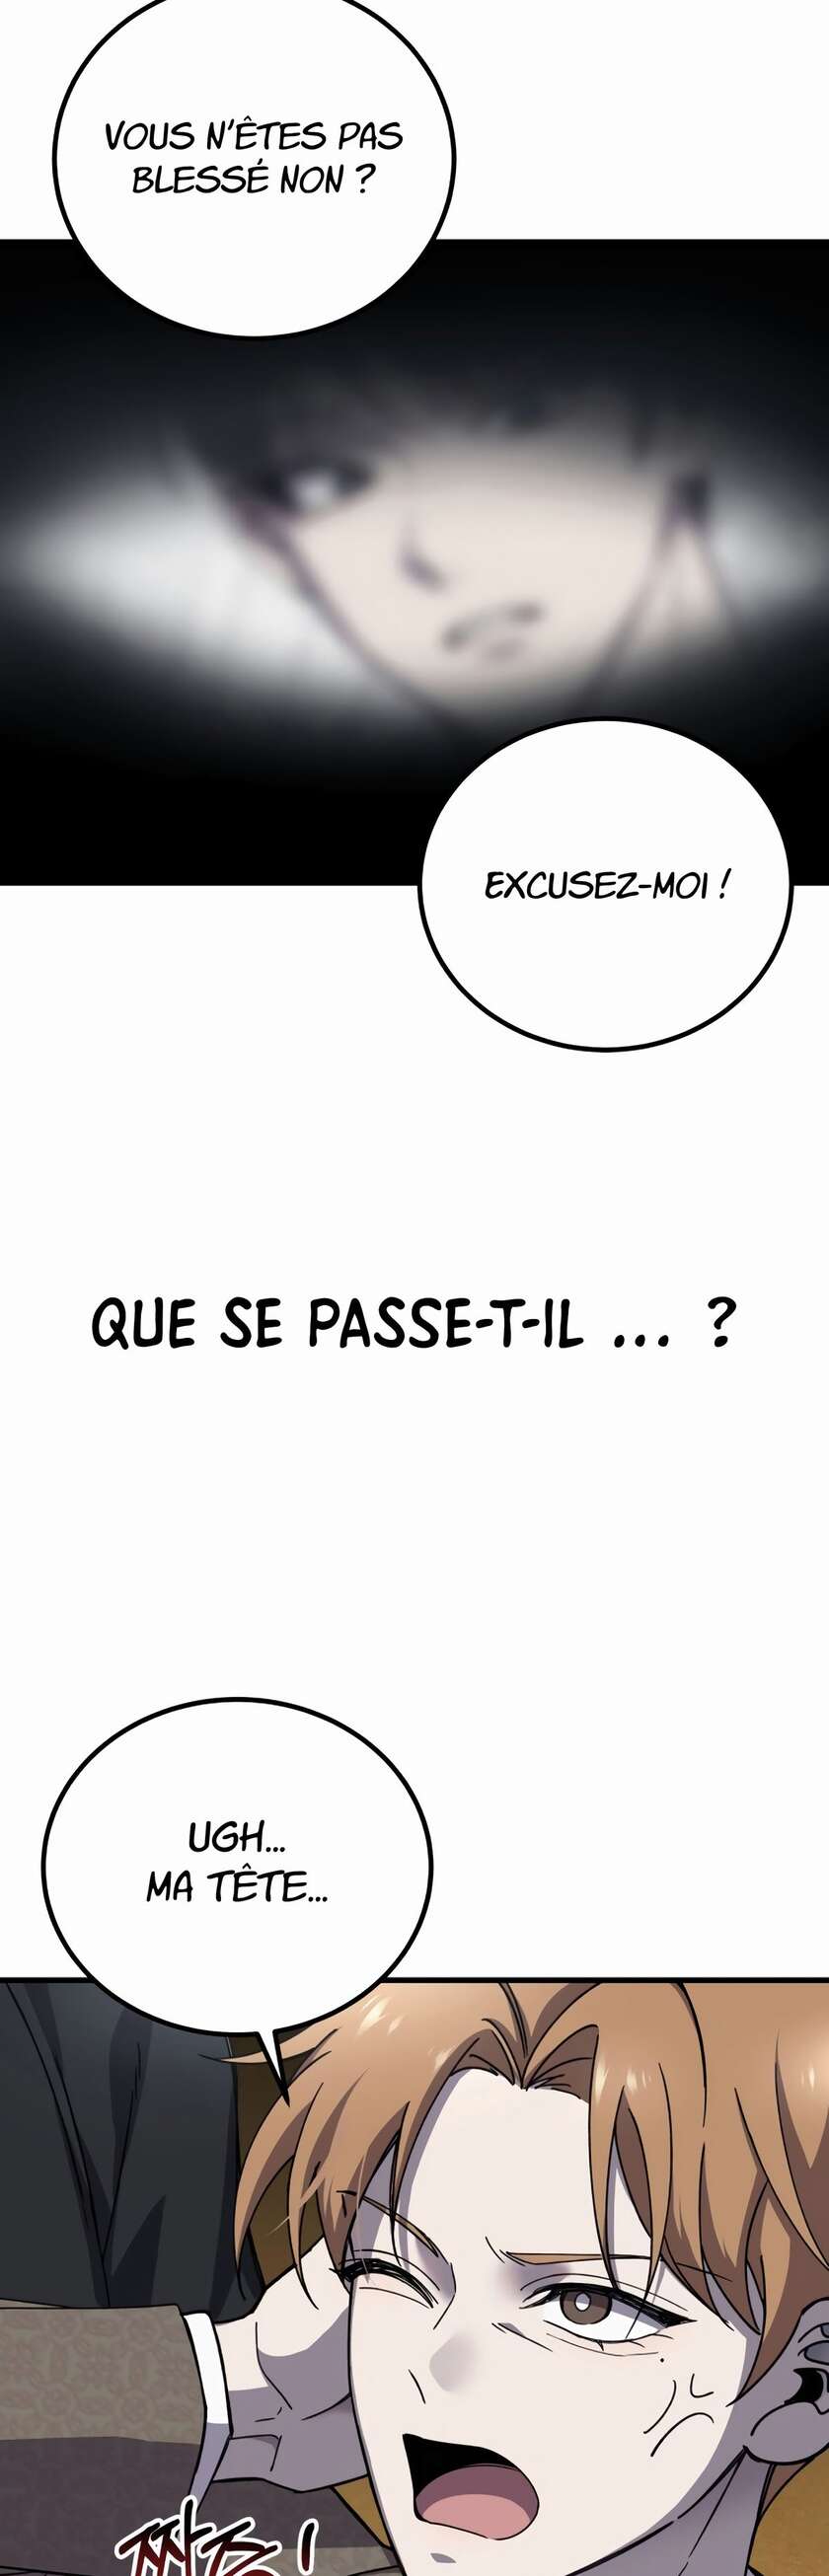 VOUS N'ÊTES PAS
BLESSÉ NON ?
EXCUSEZ-MOI !
QUE SE PASSE-T-IL ... ?
UGH...
MA TÊTE...